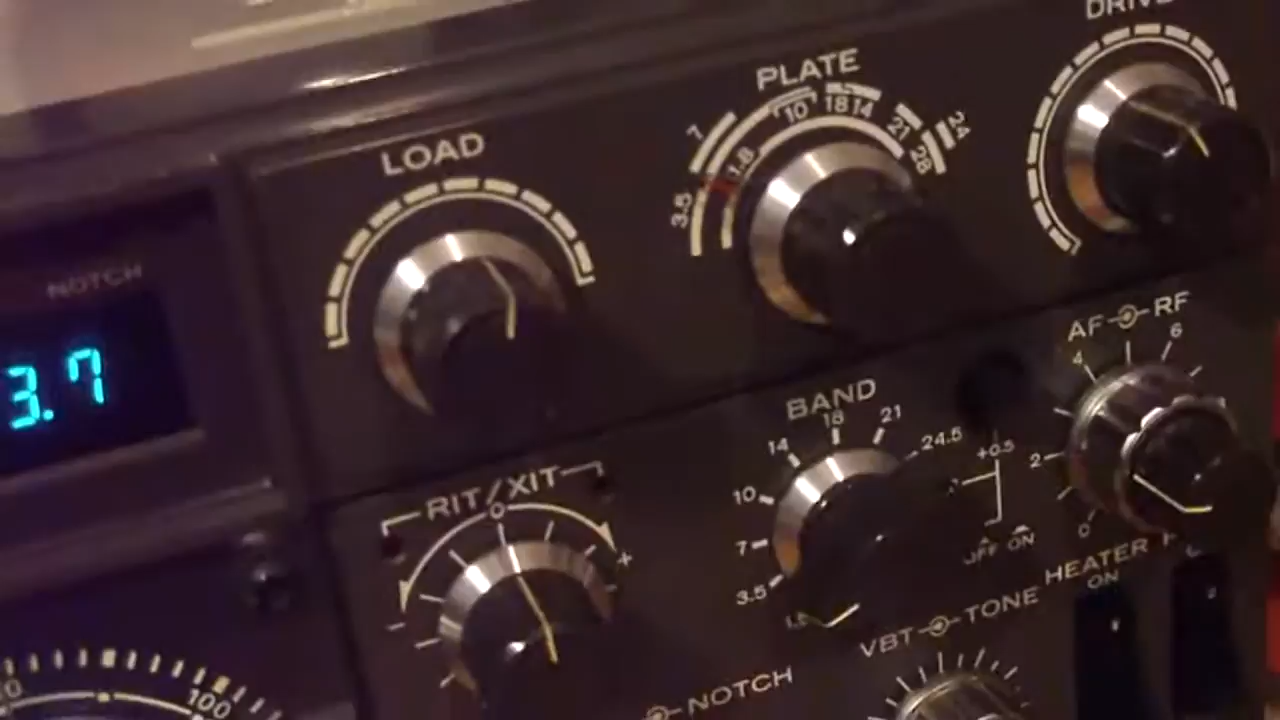 DRIVE
PLATE
7 10 18 14 21 24
3.5 1.8 28
LOAD
NOTCH
3.7
AF RF
4 6
2
0
BAND
14 18 21
10 24.5
7 +0.5
3.5
OFF ON
RIT/XIT
0
- +
HEATER
ON
VBT TONE
NOTCH
100